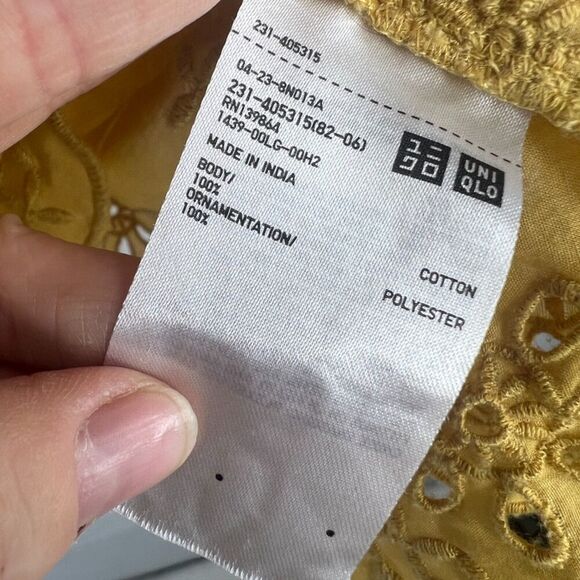 231-405315
04-23-8N013A
231-405315(82-06)
RN139864
1439-00LG-00H2
MADE IN INDIA
ユニ
クロ
UNI
QLO
BODY/
100% COTTON
ORNAMENTATION/
100% POLYESTER